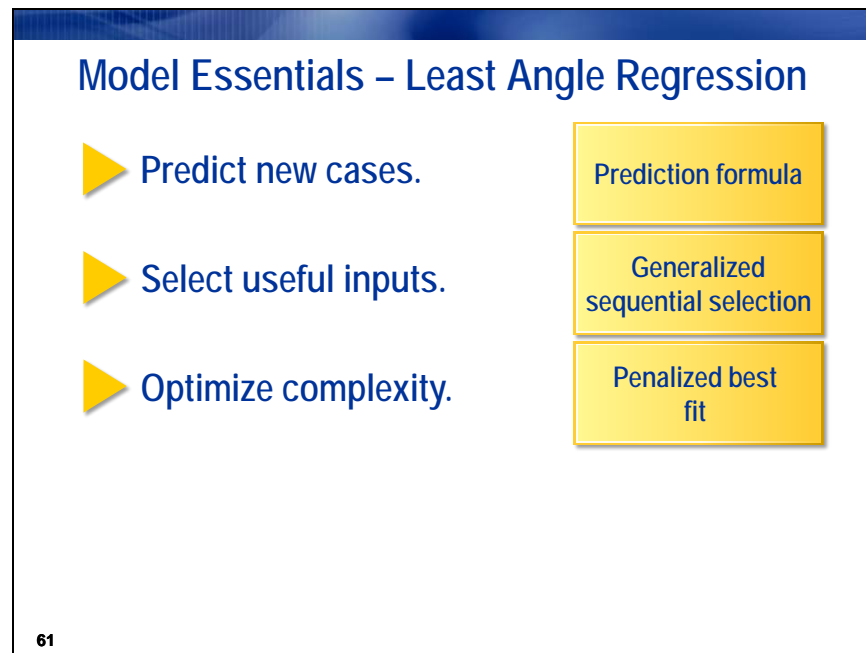 Model Essentials – Least Angle Regression
Predict new cases.
Prediction formula
Select useful inputs.
Generalized
sequential selection
Optimize complexity.
Penalized best
fit
61